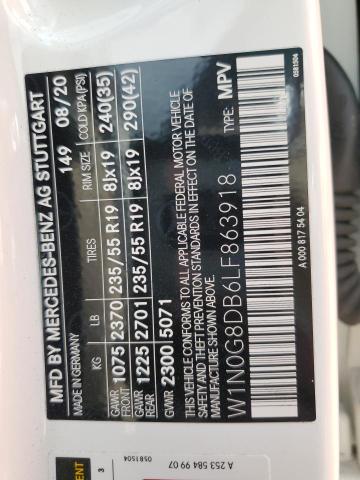 MFD BY MERCEDES-BENZ AG STUTTGART
MADE IN GERMANY 149 08/20
KG LB TIRES RIM SIZE COLD KPA(PSI)
GAWR FRONT 1075 2370 235/55 R19 8Jx19 240(35)
GAWR REAR 1225 2701 235/55 R19 8Jx19 290(42)
GVWR 2300 5071
THIS VEHICLE CONFORMS TO ALL APPLICABLE FEDERAL MOTOR VEHICLE
SAFETY AND THEFT PREVENTION STANDARDS IN EFFECT ON THE DATE OF
MANUFACTURE SHOWN ABOVE.
W1N0G8DB6LF863918 TYPE: MPV
A 000 817 54 04
0581504
3
0581504
A 253 584 99 07